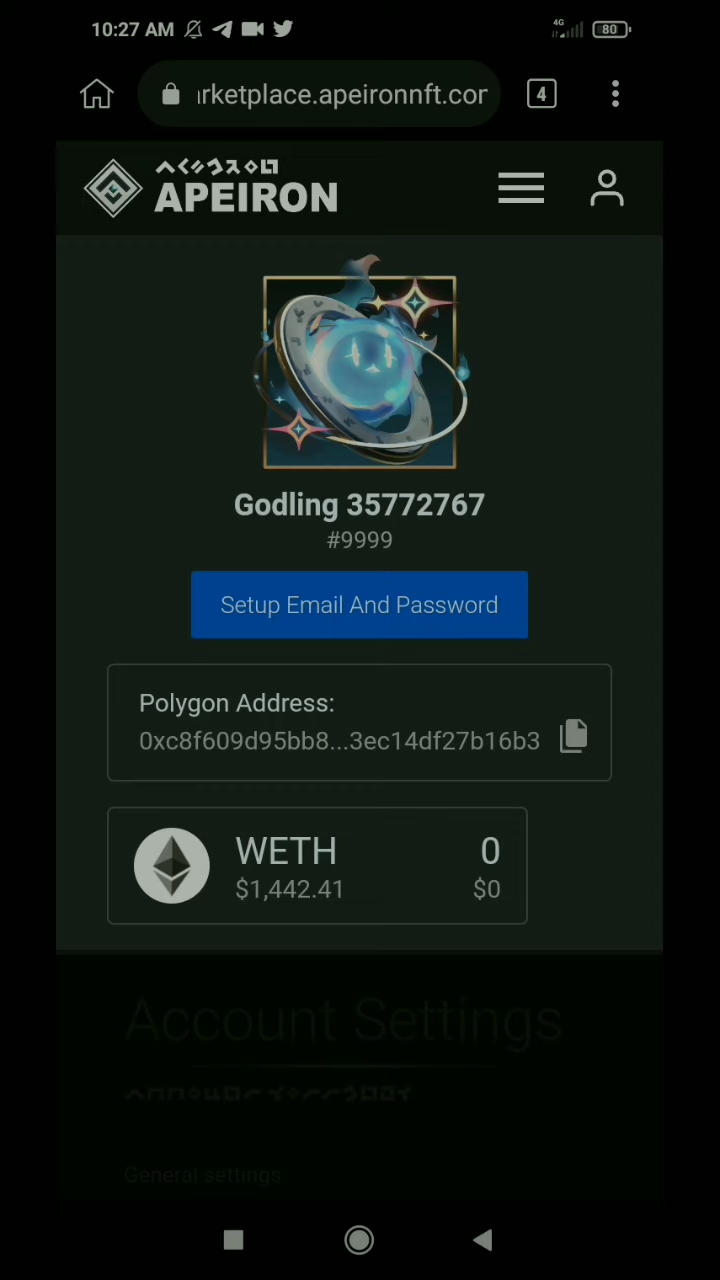 10:27 AM
4G
80
rketplace.apeironnft.cor
4
APEIRON
Godling 35772767
#9999
Setup Email And Password
Polygon Address:
0xc8f609d95bb8...3ec14df27b16b3
WETH 0
$1,442.41 $0
Account Settings
General settings